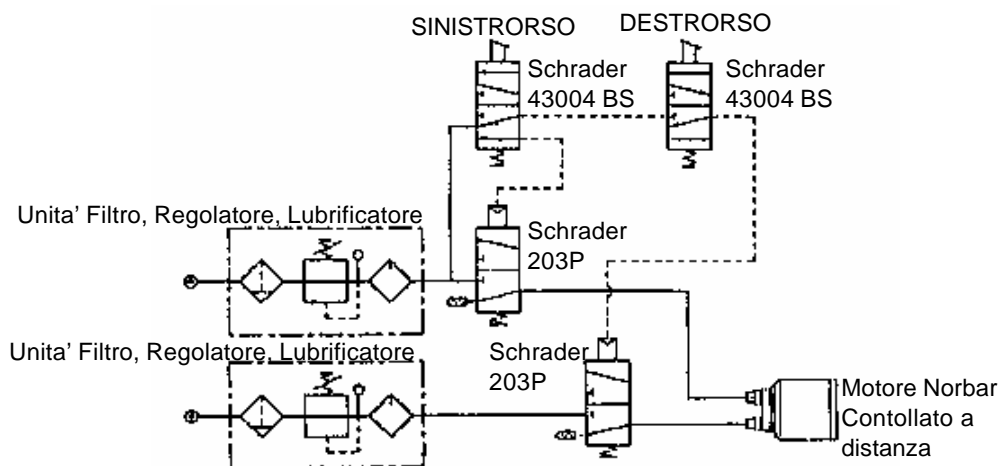 SINISTRORSO
DESTRORSO
Schrader
43004 BS
Schrader
43004 BS
Unita' Filtro, Regolatore, Lubrificatore
Schrader
203P
Unita' Filtro, Regolatore, Lubrificatore
Schrader
203P
Motore Norbar
Contollato a
distanza